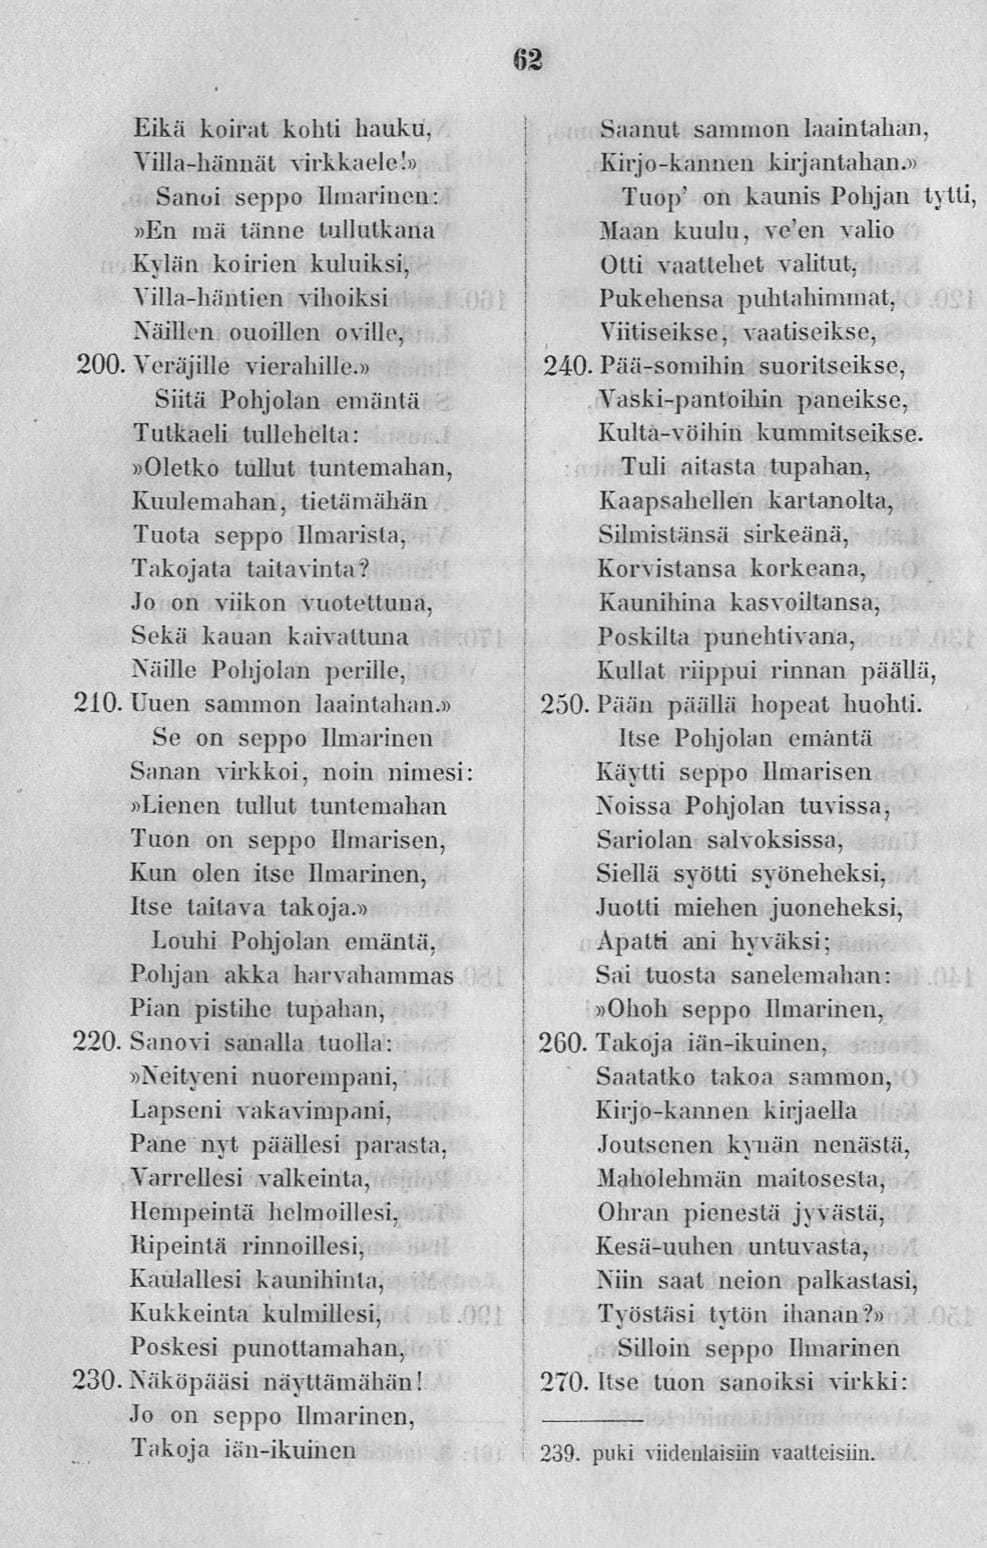 62
Eikä koirat kohti hauku,
Villa-hännät virkkaele!»
Sanoi seppo Ilmarinen:
»En mä tänne tullutkana
Kylän koirien kuluiksi,
Villa-häntien vihoiksi
Näillen ouoillen oville,
200. Veräjille vierahille.»
Siitä Pohjolan emäntä
Tutkaeli tullehelta:
»Oletko tullut tuntemahan,
Kuulemahan, tietämähän
Tuota seppo Ilmarista,
Takojata taitavinta?
Jo on viikon vuotettuna,
Sekä kauan kaivattuna
Näille Pohjolan perille,
210. Uuen sammon laaintahan.»
Se on seppo Ilmarinen
Sanan virkkoi, noin nimesi:
»Lienen tullut tuntemahan
Tuon on seppo Ilmarisen,
Kun olen itse Ilmarinen,
Itse taitava takoja.»
Louhi Pohjolan emäntä,
Pohjan akka harvahammas
Pian pistihe tupahan,
220. Sanovi sanalla tuolla:
»Neityeni nuorempani,
Lapseni vakavimpani,
Pane nyt päällesi parasta,
Varrellesi valkeinta,
Hempeintä helmoillesi,
Ripeintä rinnoillesi,
Kaulallesi kaunihinta,
Kukkeinta kulmillesi,
Poskesi punottamahan,
230. Näköpääsi näyttämähän!
Jo on seppo Ilmarinen,
Takoja iän-ikuinen
Saanut sammon laaintahan,
Kirjo-kannen kirjantahan.»
Tuop' on kaunis Pohjan tytti,
Maan kuulu, ve'en valio
Otti vaattehet valitut,
Pukehensa puhtahimmat,
Viitiseikse, vaatiseikse,
240. Pää-somihin suoritseikse,
Vaski-pantoihin paneikse,
Kulta-vöihin kummitseikse.
Tuli aitasta tupahan,
Kaapsahellen kartanolta,
Silmistänsä sirkeänä,
Korvistansa korkeana,
Kaunihina kasvoiltansa,
Poskilta punehtivana,
Kullat riippui rinnan päällä,
250. Pään päällä hopeat huohti.
Itse Pohjolan emäntä
Käytti seppo Ilmarisen
Noissa Pohjolan tuvissa,
Sariolan salvoksissa,
Siellä syötti syöneheksi,
Juotti miehen juoneheksi,
Apatti ani hyväksi;
Sai tuosta sanelemahan:
»Ohoh seppo Ilmarinen,
260. Takoja iän-ikuinen,
Saatatko takoa sammon,
Kirjo-kannen kirjaella
Joutsenen kynän nenästä,
Maholehmän maitosesta,
Ohran pienestä jyvästä,
Kesä-uuhen untuvasta,
Niin saat neion palkastasi,
Työstäsi tytön ihanan?»
Silloin seppo Ilmarinen
270. Itse tuon sanoiksi virkki:
239. puki viidenlaisiin vaatteisiin.